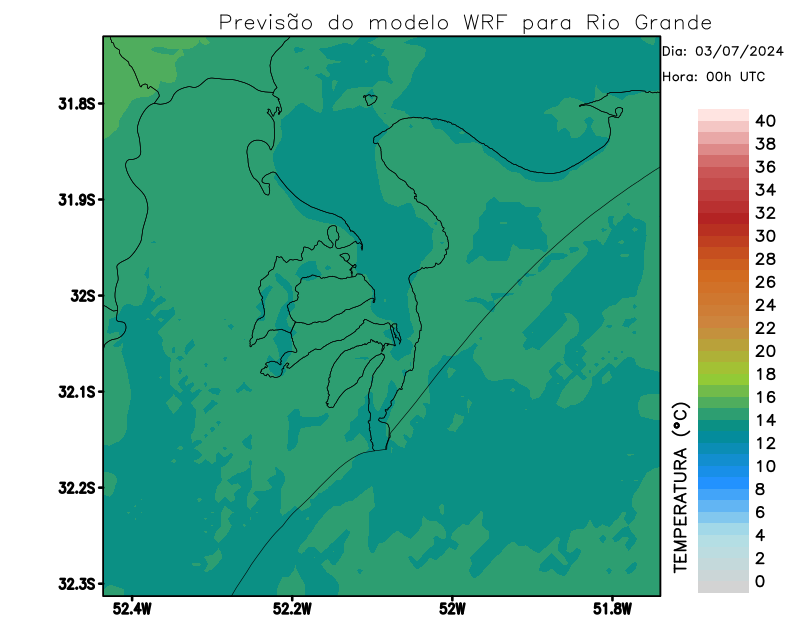 Previsão do modelo WRF para Rio Grande
Dia: 03/07/2024
Hora: 00h UTC
31.8S
31.9S
32S
32.1S
32.2S
32.3S
52.4W
52.2W
52W
51.8W
TEMPERATURA (°C)
40
38
36
34
32
30
28
26
24
22
20
18
16
14
12
10
8
6
4
2
0